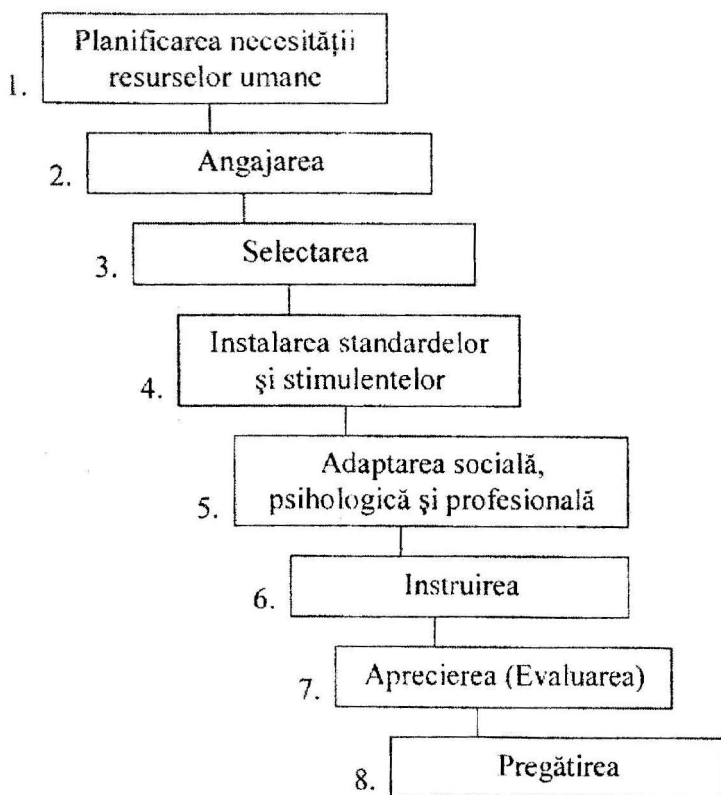 Planificarea necesității
resurselor umane
1.
Angajarea
2.
Selectarea
3.
Instalarea standardelor
şi stimulentelor
4.
Adaptarea socială,
psihologică şi profesională
5.
Instruirea
6.
Aprecierea (Evaluarea)
7.
Pregătirea
8.